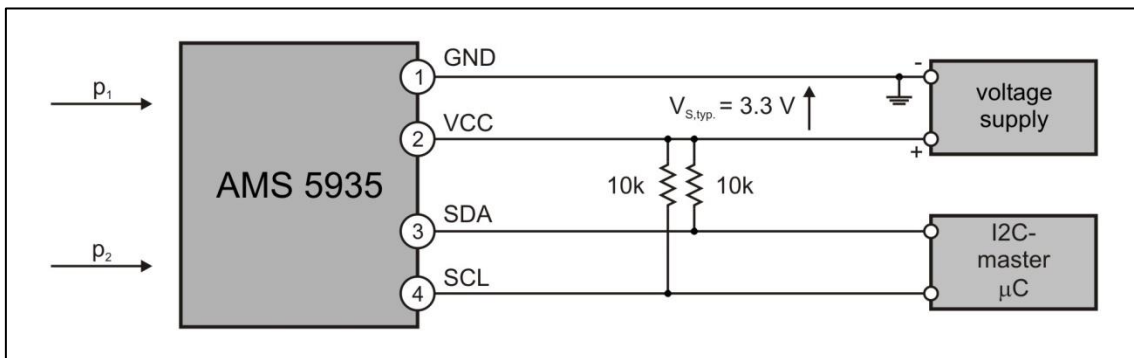 p1
p2
AMS 5935
1
GND
2
VCC
3
SDA
4
SCL
VS,typ. = 3.3 V
10k
10k
-
+
voltage
supply
I2C-
master
μC